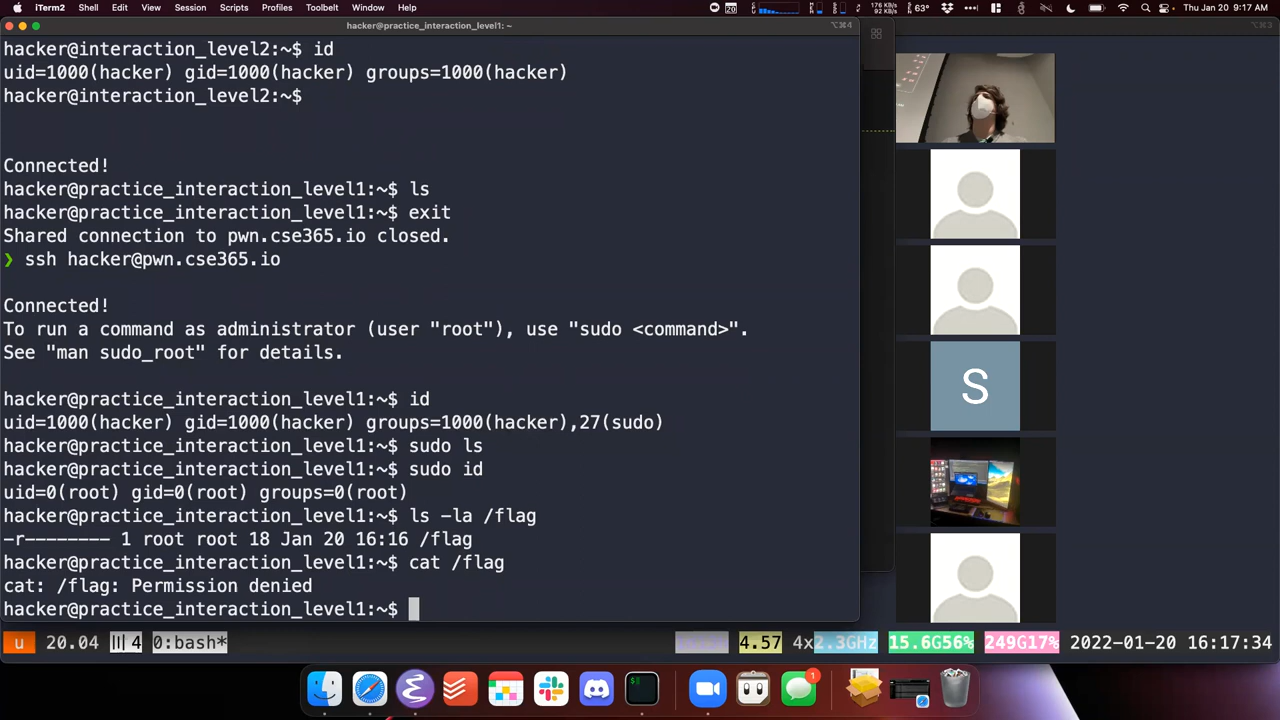 iTerm2 Shell Edit View Session Scripts Profiles Toolbelt Window Help
63° Thu Jan 20 9:17 AM
hacker@practice_interaction_level1: ~
hacker@interaction_level2:~$ id
uid=1000(hacker) gid=1000(hacker) groups=1000(hacker)
hacker@interaction_level2:~$
Connected!
hacker@practice_interaction_level1:~$ ls
hacker@practice_interaction_level1:~$ exit
Shared connection to pwn.cse365.io closed.
❯ ssh hacker@pwn.cse365.io
Connected!
To run a command as administrator (user "root"), use "sudo <command>".
See "man sudo_root" for details.
hacker@practice_interaction_level1:~$ id
uid=1000(hacker) gid=1000(hacker) groups=1000(hacker),27(sudo)
hacker@practice_interaction_level1:~$ sudo ls
hacker@practice_interaction_level1:~$ sudo id
uid=0(root) gid=0(root) groups=0(root)
hacker@practice_interaction_level1:~$ ls -la /flag
-r-------- 1 root root 18 Jan 20 16:16 /flag
hacker@practice_interaction_level1:~$ cat /flag
cat: /flag: Permission denied
hacker@practice_interaction_level1:~$
S
u 20.04 4 0:bash* 4.57 4x2.3GHz 15.6G56% 249G17% 2022-01-20 16:17:34
1